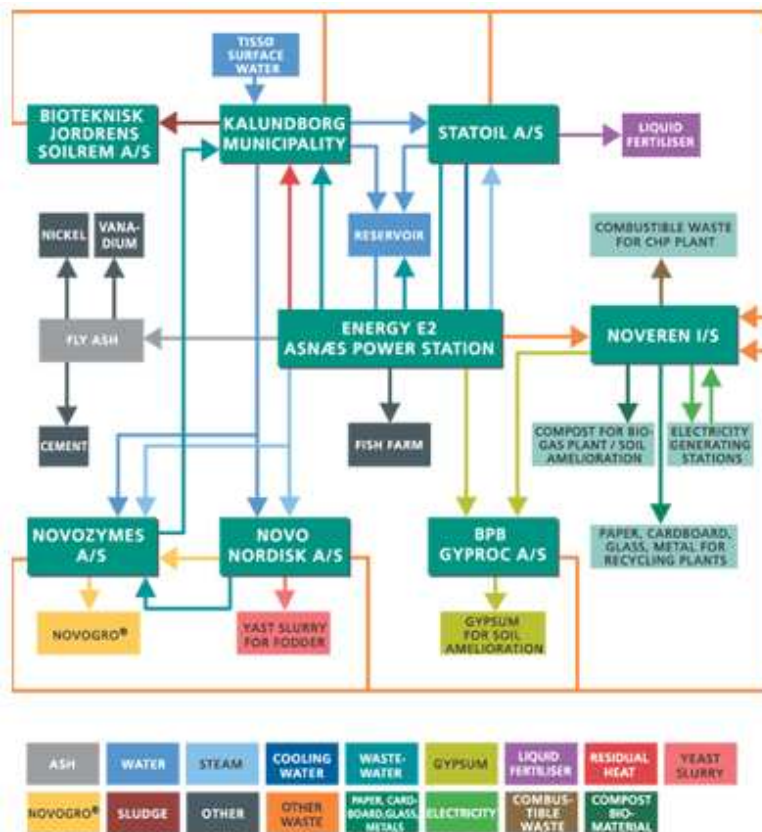 TISSØ
SURFACE
WATER
BIOTEKNISK
JORDRENS
SOILREM A/S
KALUNDBORG
MUNICIPALITY
STATOIL A/S
LIQUID
FERTILISER
NICKEL
VANA-
DIUM
RESERVOIR
COMBUSTIBLE WASTE
FOR CHP PLANT
FLY ASH
ENERGY E2
ASNÆS POWER STATION
NOVEREN I/S
CEMENT
FISH FARM
COMPOST FOR BIO-
GAS PLANT / SOIL
AMELIORATION
ELECTRICITY
GENERATING
STATIONS
NOVOZYMES
A/S
NOVO
NORDISK A/S
BPB
GYPROC A/S
PAPER, CARDBOARD,
GLASS, METAL FOR
RECYCLING PLANTS
NOVOGRO®
YAST SLURRY
FOR FODDER
GYPSUM
FOR SOIL
AMELIORATION
ASH
WATER
STEAM
COOLING
WATER
WASTE-
WATER
GYPSUM
LIQUID
FERTILISER
RESIDUAL
HEAT
YEAST
SLURRY
NOVOGRO®
SLUDGE
OTHER
OTHER
WASTE
PAPER, CARD-
BOARD,GLASS,
METALS
ELECTRICITY
COMBUS-
TIBLE
WASTE
COMPOST
BIO-
MATERIAL